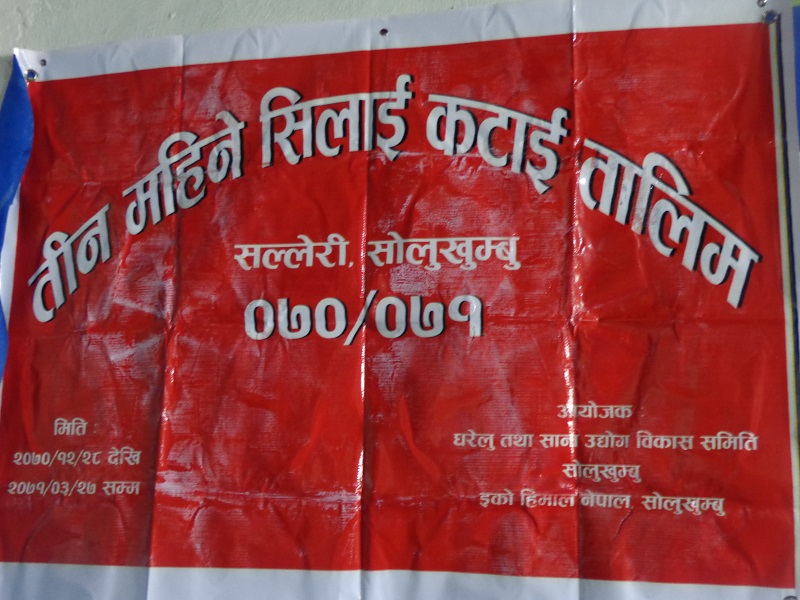 तीन महिने सिलाई कटाई तालिम
सल्लेरी, सोलुखुम्बु
०७०/०७१
मिति :
२०७०/१२/२८ देखि
२०७१/०३/२७ सम्म
आयोजक :
घरेलु तथा साना उद्योग विकास समिति
सोलुखुम्बु
इको हिमाल नेपाल, सोलुखुम्बु